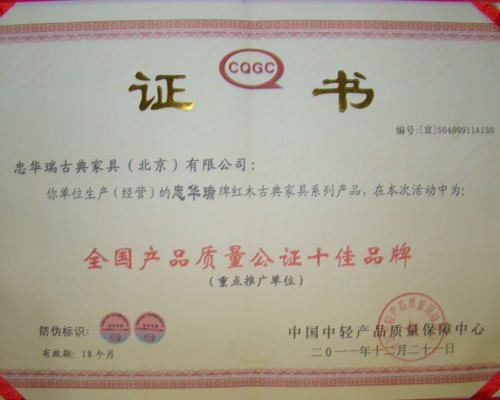 CQGC
证 书
编号:[宜]50400911A130
忠华瑞古典家具(北京)有限公司:
你单位生产(经营)的忠华瑞牌红木古典家具系列产品,在本次活动中为:
全国产品质量公证十佳品牌
(重点推广单位)
防伪标识:
中国中轻产品质量保障中心
有效期:18个月
二〇一一年十二月二十一日